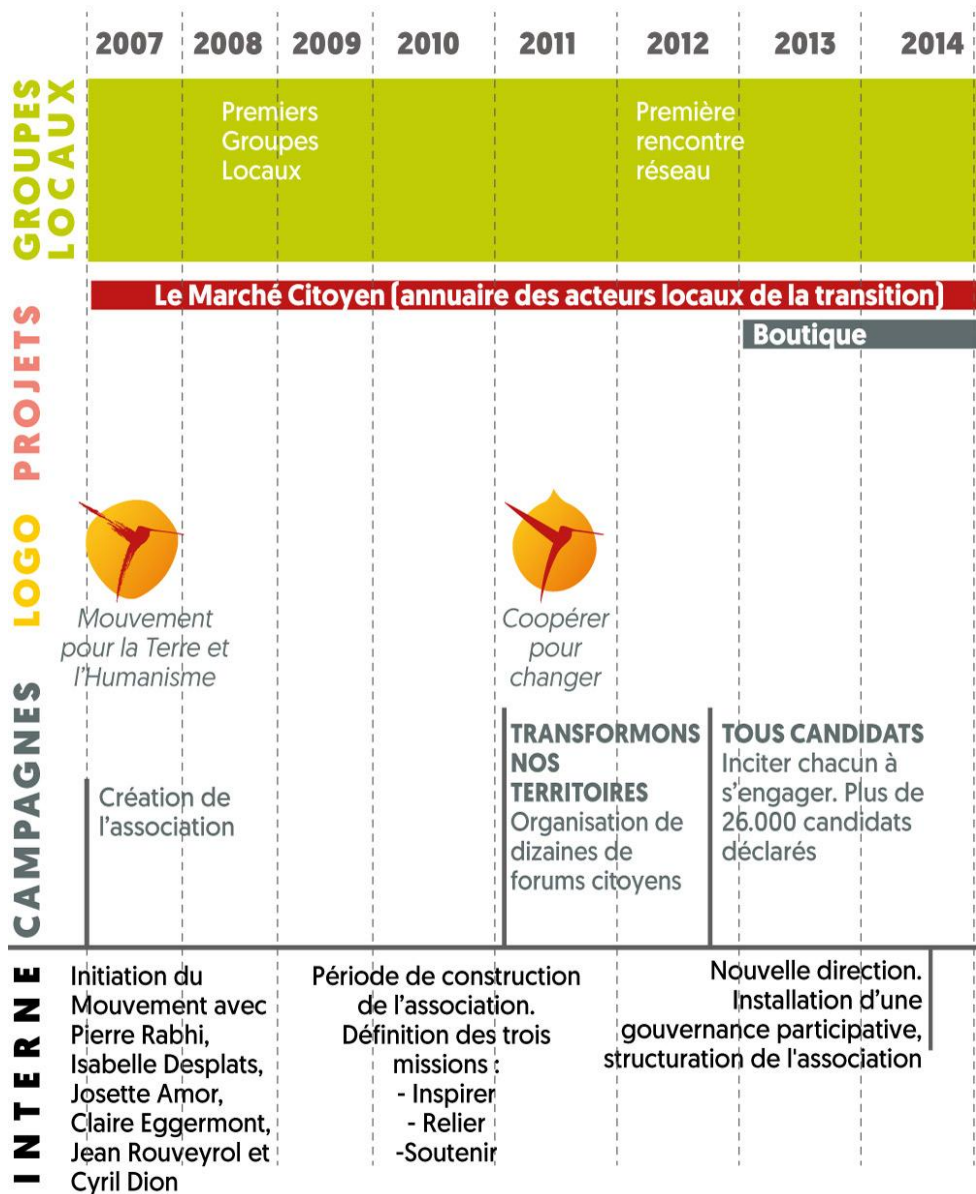 2007 2008 2009 2010 2011 2012 2013 2014
GROUPES
LOCAUX
Premiers
Groupes
Locaux
Première
rencontre
réseau
PROJETS
Le Marché Citoyen (annuaire des acteurs locaux de la transition)
Boutique
LOGO
Mouvement
pour la Terre et
l'Humanisme
Coopérer
pour
changer
CAMPAGNES
Création de
l'association
TRANSFORMONS
NOS
TERRITOIRES
Organisation de
dizaines de
forums citoyens
TOUS CANDIDATS
Inciter chacun à
s'engager. Plus de
26.000 candidats
déclarés
INTERNE
Initiation du
Mouvement avec
Pierre Rabhi,
Isabelle Desplats,
Josette Amor,
Claire Eggermont,
Jean Rouveyrol et
Cyril Dion
Période de construction
de l'association.
Définition des trois
missions :
- Inspirer
- Relier
-Soutenir
Nouvelle direction.
Installation d'une
gouvernance participative,
structuration de l'association